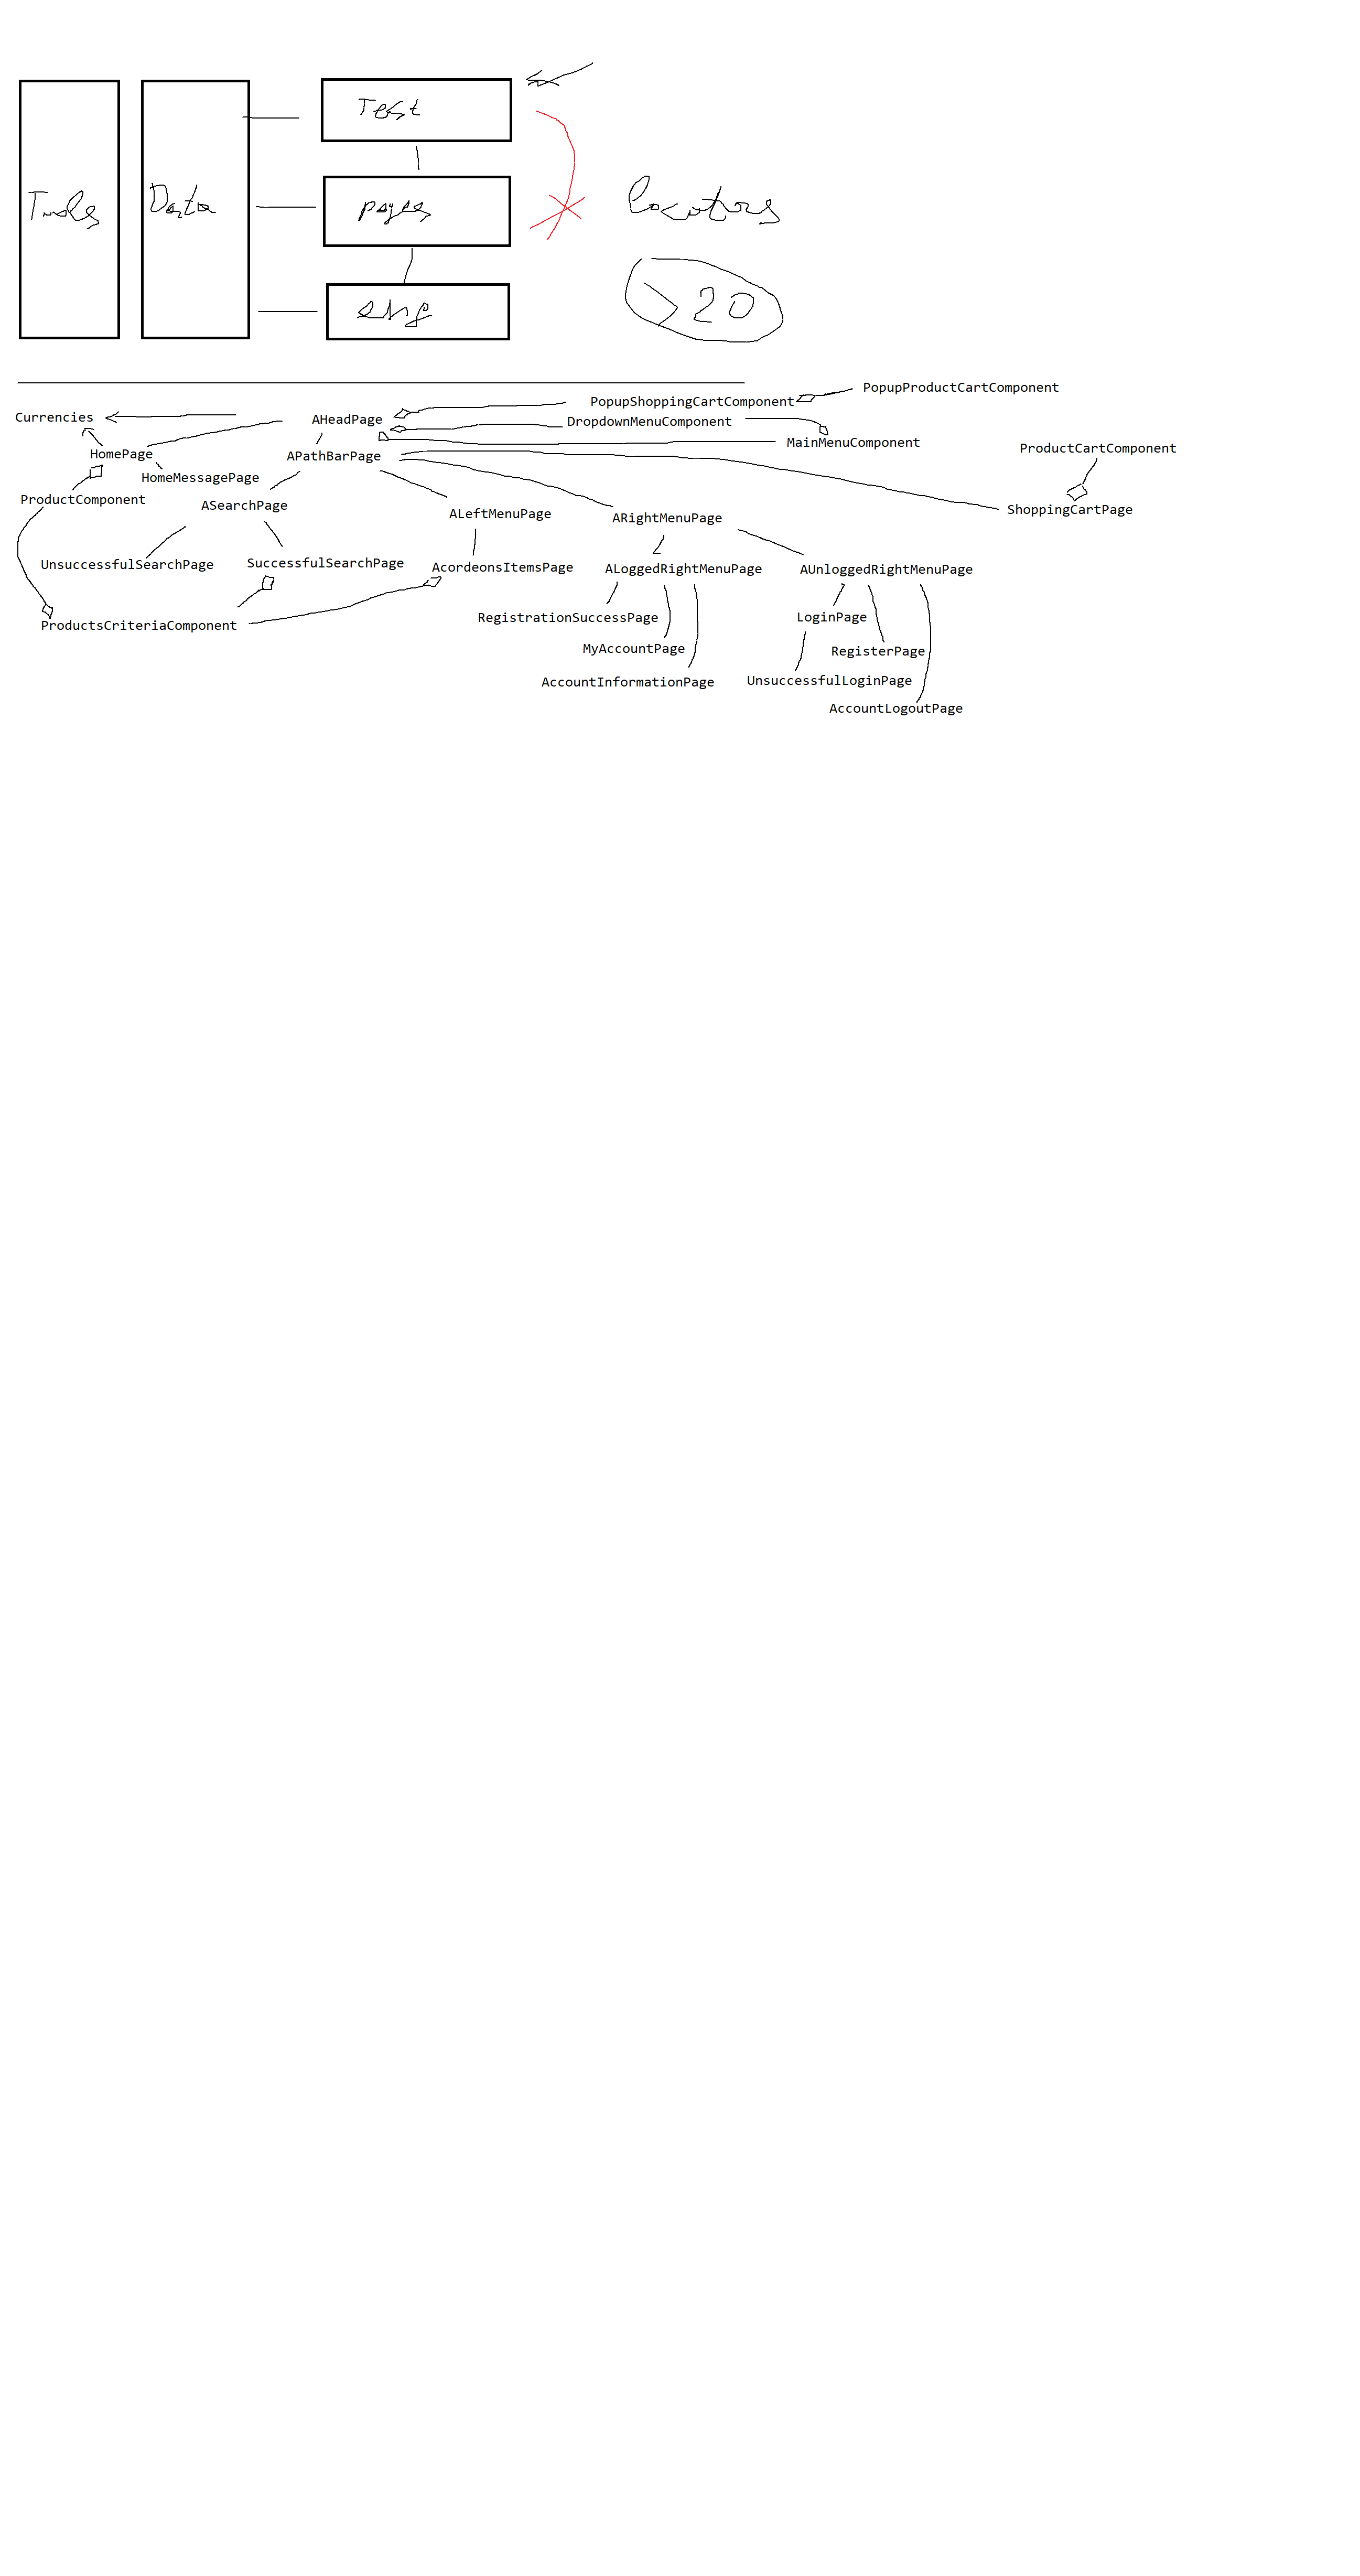 Test
Tools
Data
pages
Locators
> 20
PopupProductCartComponent
PopupShoppingCartComponent
Currencies
AHeadPage
DropdownMenuComponent
MainMenuComponent
ProductCartComponent
HomePage
APathBarPage
HomeMessagePage
ProductComponent
ASearchPage
ShoppingCartPage
ALeftMenuPage
ARightMenuPage
UnsuccessfulSearchPage
SuccessfulSearchPage
AcordeonsItemsPage
ALoggedRightMenuPage
AUnloggedRightMenuPage
RegistrationSuccessPage
LoginPage
ProductsCriteriaComponent
MyAccountPage
RegisterPage
AccountInformationPage
UnsuccessfulLoginPage
AccountLogoutPage